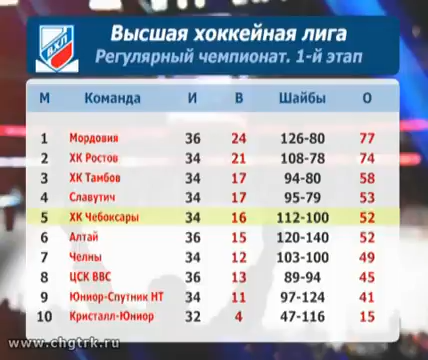 Высшая хоккейная лига
ВХЛ
Регулярный чемпионат. 1-й этап
М Команда И В Шайбы О
1 Мордовия 36 24 126-80 77
2 ХК Ростов 34 21 108-78 74
3 ХК Тамбов 34 17 94-80 58
4 Славутич 34 17 95-79 53
5 ХК Чебоксары 34 16 112-100 52
6 Алтай 36 15 120-140 52
7 Челны 34 12 103-100 49
8 ЦСК ВВС 36 13 89-94 45
9 Юниор-Спутник НТ 34 11 97-124 41
10 Кристалл-Юниор 32 4 47-116 15
www.chgtrk.ru